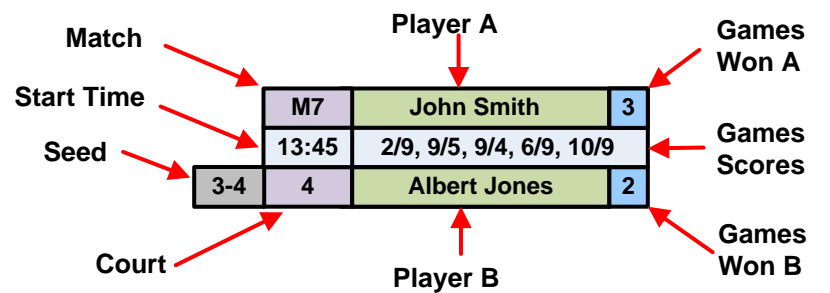 Match
Player A
Games
Won A
Start Time
M7
John Smith
3
13:45
2/9, 9/5, 9/4, 6/9, 10/9
Games
Scores
Seed
3-4
4
Albert Jones
2
Court
Player B
Games
Won B